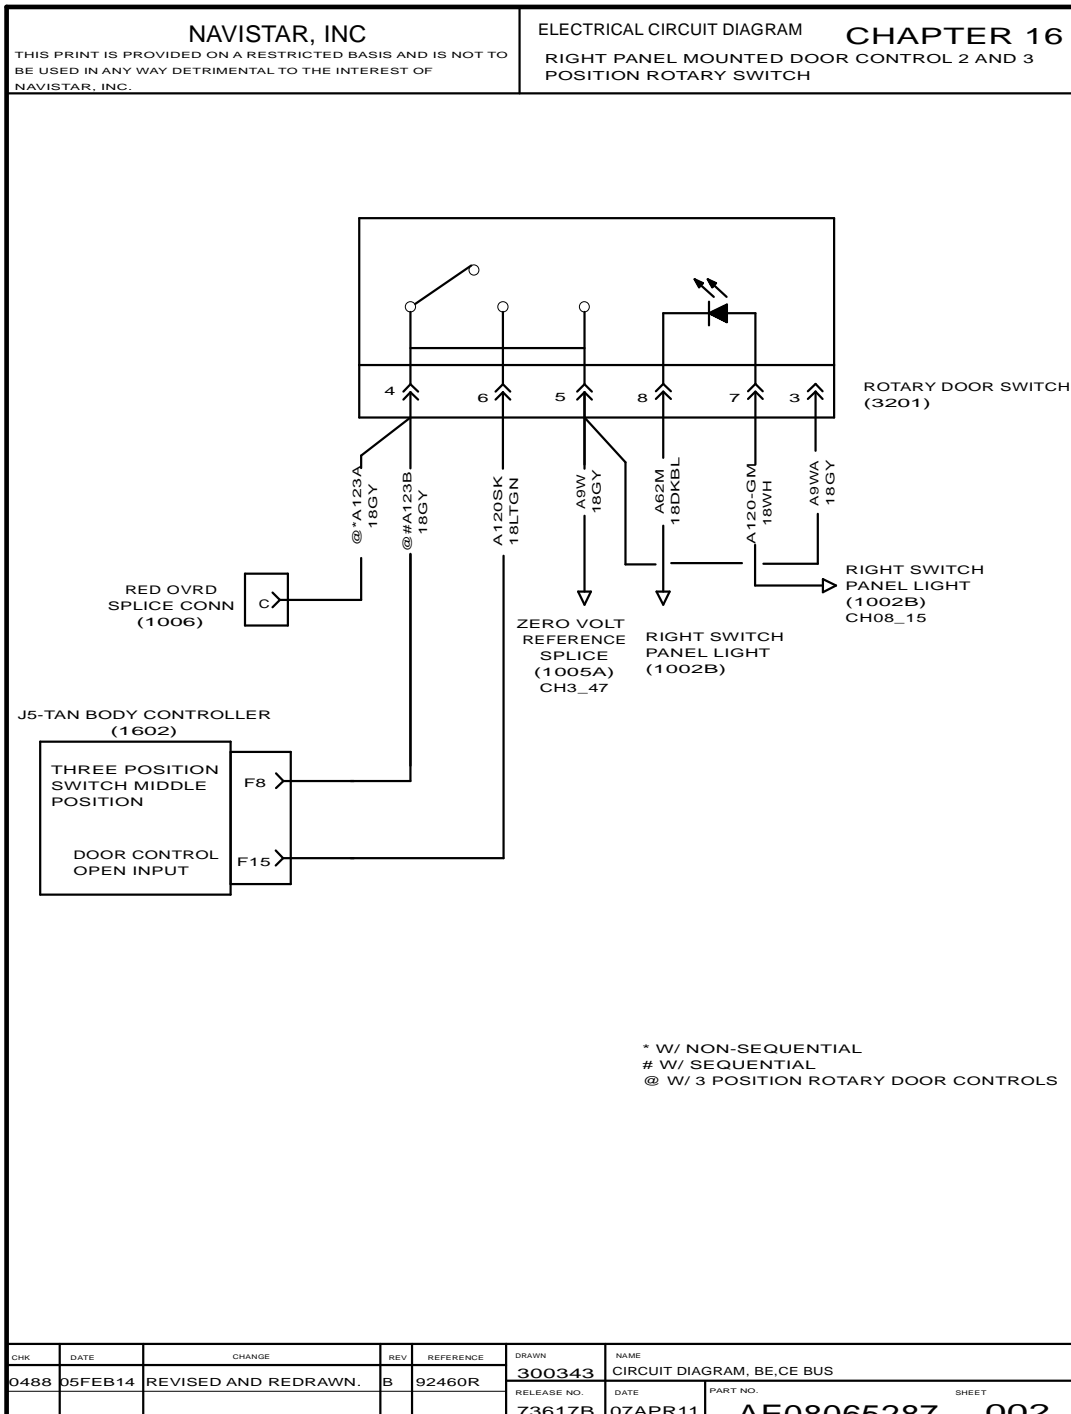 NAVISTAR, INC
THIS PRINT IS PROVIDED ON A RESTRICTED BASIS AND IS NOT TO
BE USED IN ANY WAY DETRIMENTAL TO THE INTEREST OF
NAVISTAR, INC.
ELECTRICAL CIRCUIT DIAGRAM CHAPTER 16
RIGHT PANEL MOUNTED DOOR CONTROL 2 AND 3
POSITION ROTARY SWITCH
4 6 5 8 7 3
ROTARY DOOR SWITCH
(3201)
@*A123A
18GY
@#A123B
18GY
A120SK
18LTGN
A9W
18GY
A62M
18DKBL
A120-GM
18WH
A9WA
18GY
RED OVRD
SPLICE CONN
(1006)
C
ZERO VOLT
REFERENCE
SPLICE
(1005A)
CH3_47
RIGHT SWITCH
PANEL LIGHT
(1002B)
RIGHT SWITCH
PANEL LIGHT
(1002B)
CH08_15
J5-TAN BODY CONTROLLER
(1602)
THREE POSITION
SWITCH MIDDLE
POSITION
F8
DOOR CONTROL
OPEN INPUT
F15
* W/ NON-SEQUENTIAL
# W/ SEQUENTIAL
@ W/ 3 POSITION ROTARY DOOR CONTROLS
CHK DATE CHANGE REV REFERENCE
0488 05FEB14 REVISED AND REDRAWN. B 92460R
DRAWN
300343
NAME
CIRCUIT DIAGRAM, BE,CE BUS
RELEASE NO.
73617B
DATE
07APR11
PART NO.
AE08065287
SHEET
002